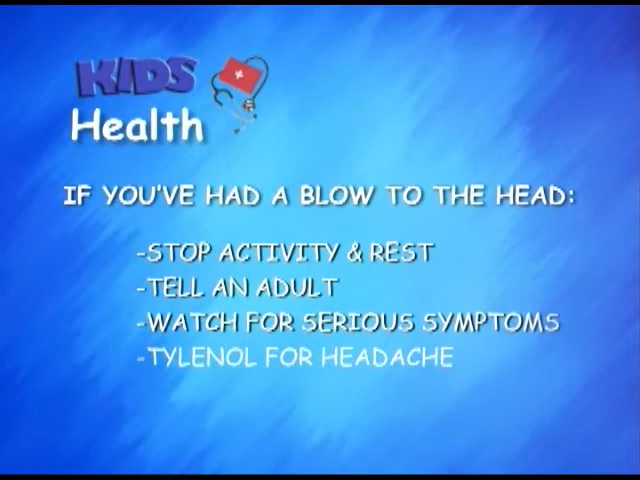 KIDS
Health
IF YOU'VE HAD A BLOW TO THE HEAD:
-STOP ACTIVITY & REST
-TELL AN ADULT
-WATCH FOR SERIOUS SYMPTOMS
-TYLENOL FOR HEADACHE